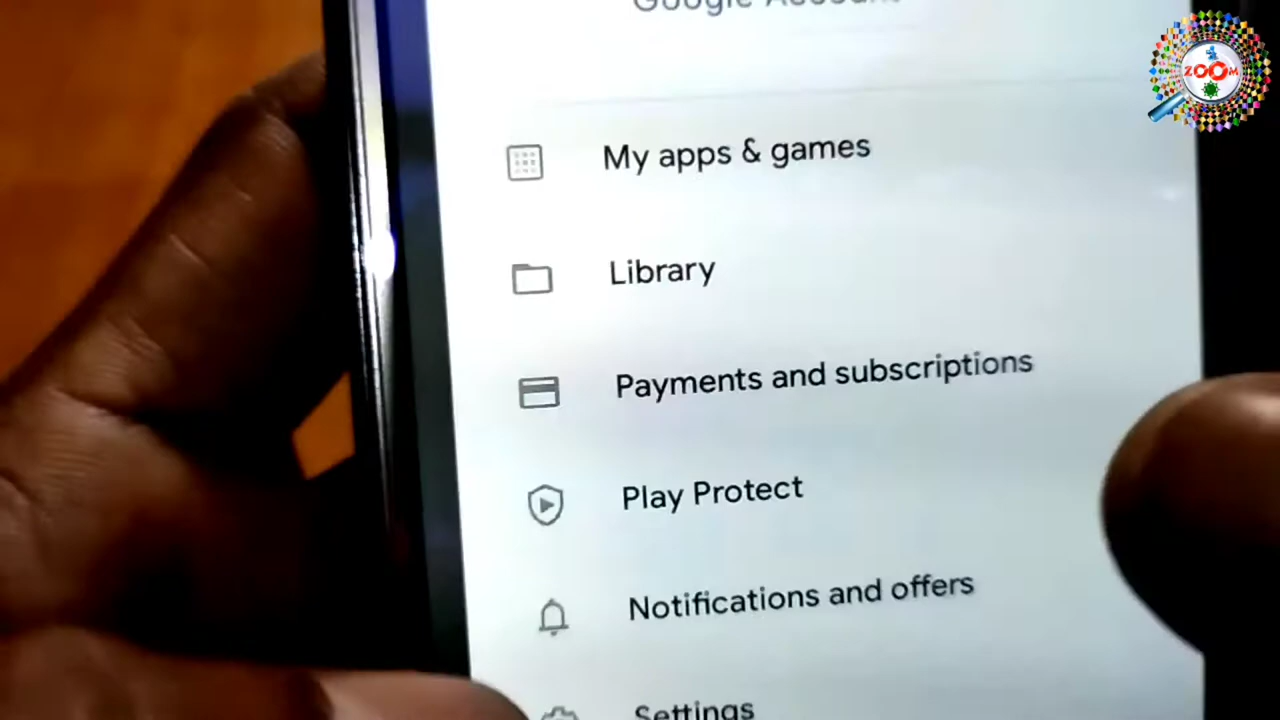 Google Account
ZOOM
My apps & games
Library
Payments and subscriptions
Play Protect
Notifications and offers
Settings